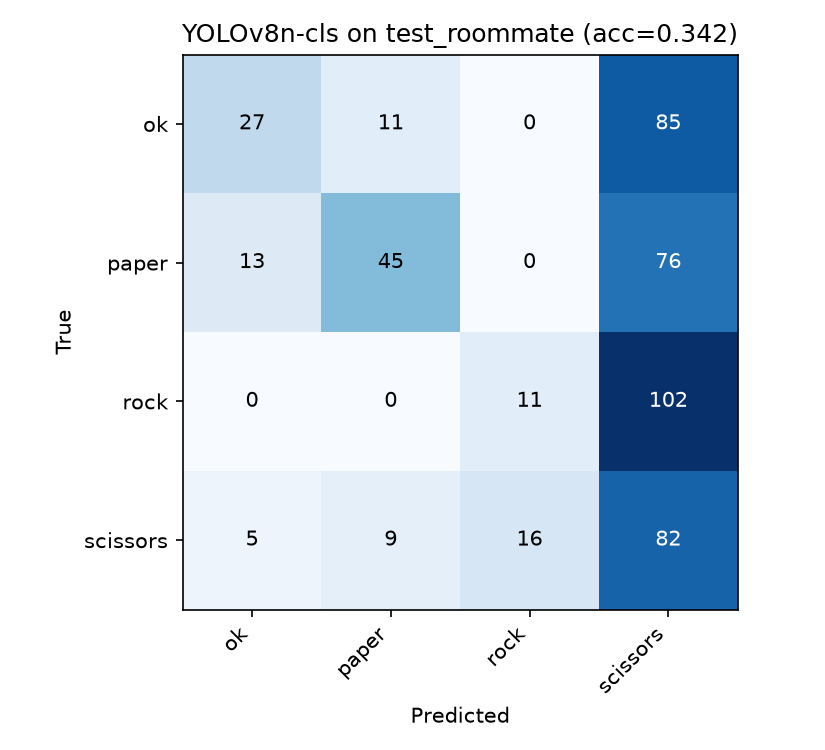 YOLOv8n-cls on test_roommate (acc=0.342)
ok 27 11 0 85
paper 13 45 0 76
True
rock 0 0 11 102
scissors 5 9 16 82
ok paper rock scissors
Predicted